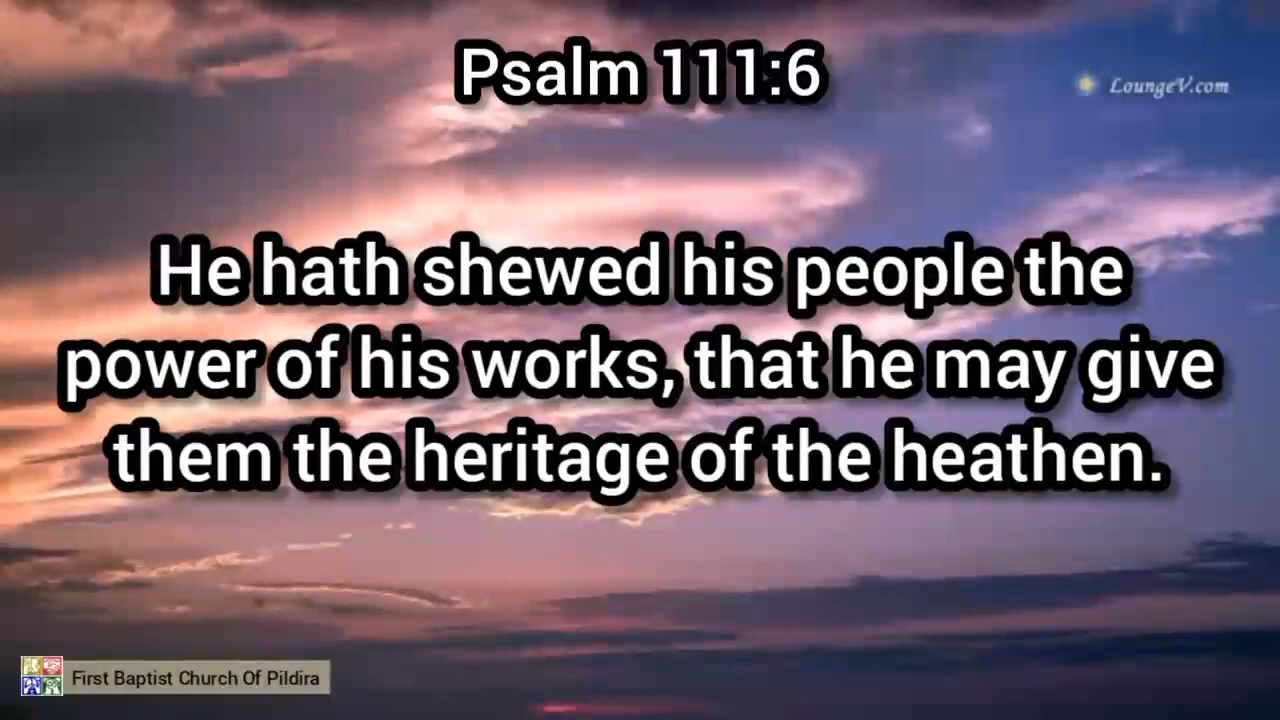 Psalm 111:6
LoungeV.com
He hath shewed his people the
power of his works, that he may give
them the heritage of the heathen.
First Baptist Church Of Pildira